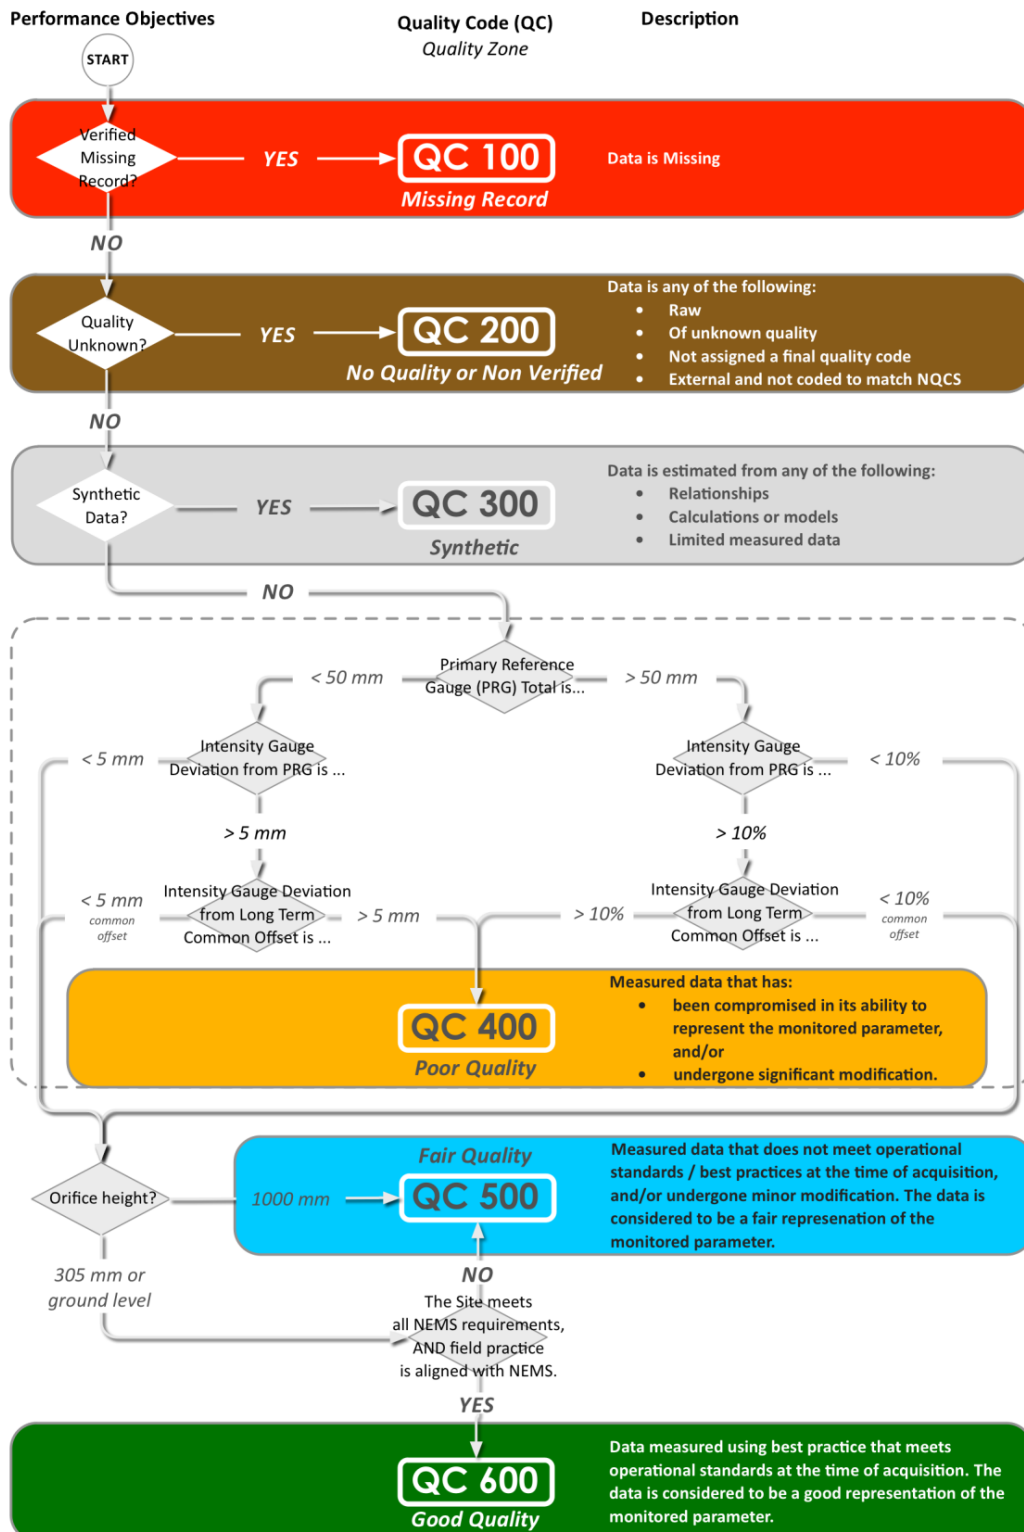 Performance Objectives
Quality Code (QC)
Quality Zone
Description
START
Verified
Missing
Record?
YES
QC 100
Missing Record
Data is Missing
NO
Quality
Unknown?
YES
QC 200
No Quality or Non Verified
Data is any of the following:
• Raw
• Of unknown quality
• Not assigned a final quality code
• External and not coded to match NQCS
NO
Synthetic
Data?
YES
QC 300
Synthetic
Data is estimated from any of the following:
• Relationships
• Calculations or models
• Limited measured data
NO
Primary Reference
Gauge (PRG) Total is...
< 50 mm
> 50 mm
Intensity Gauge
Deviation from PRG is ...
< 5 mm
Intensity Gauge
Deviation from PRG is ...
< 10%
> 5 mm
> 10%
< 5 mm
common
offset
Intensity Gauge Deviation
from Long Term
Common Offset is ...
> 5 mm
> 10%
Intensity Gauge Deviation
from Long Term
Common Offset is ...
<10%
common
offset
QC 400
Poor Quality
Measured data that has:
• been compromised in its ability to
represent the monitored parameter,
and/or
• undergone significant modification.
Orifice height?
1000 mm
Fair Quality
QC 500
Measured data that does not meet operational
standards / best practices at the time of acquisition,
and/or undergone minor modification. The data is
considered to be a fair represenation of the
monitored parameter.
305 mm or
ground level
NO
The Site meets
all NEMS requirements,
AND field practice
is aligned with NEMS.
YES
QC 600
Good Quality
Data measured using best practice that meets
operational standards at the time of acquisition. The
data is considered to be a good representation of the
monitored parameter.